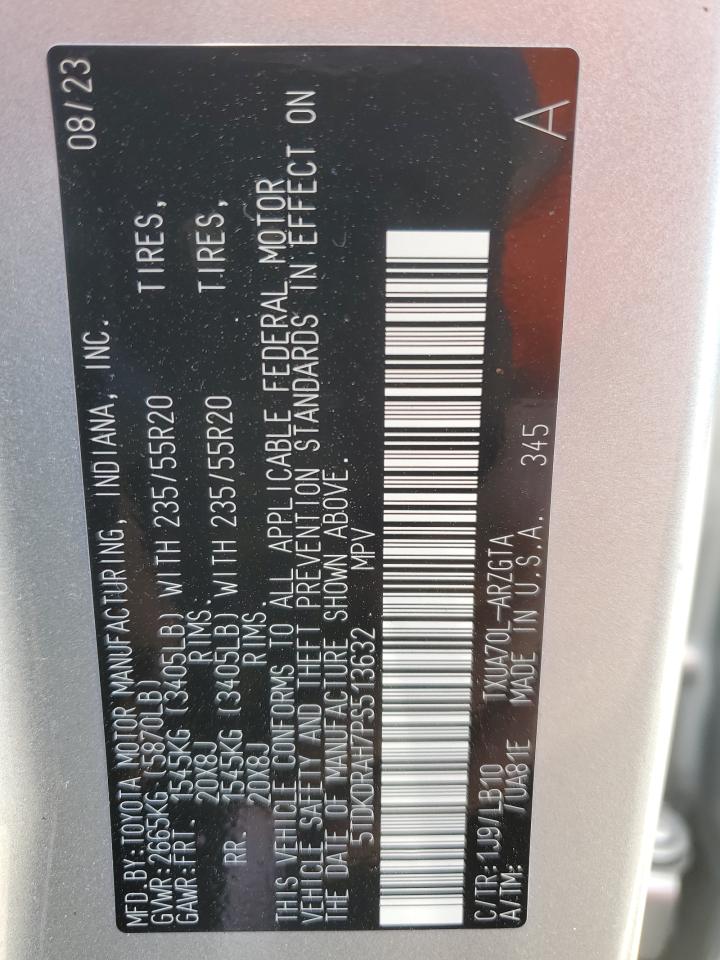 MFD.BY:TOYOTA MOTOR MANUFACTURING, INDIANA, INC. 08/23
GVWR:2665KG (5870LB)
GAWR:FRT. 1545KG (3405LB) WITH 235/55R20 TIRES,
20X8J RIMS.
RR. 1545KG (3405LB) WITH 235/55R20 TIRES,
20X8J RIMS.
THIS VEHICLE CONFORMS TO ALL APPLICABLE FEDERAL MOTOR
VEHICLE SAFETY AND THEFT PREVENTION STANDARDS IN EFFECT ON
THE DATE OF MANUFACTURE SHOWN ABOVE.
5TDKDRAH7PS513632 MPV
C/TR:1J9/LB10 TXUA70L-ARZGTA
A/TM: /UA81E MADE IN U.S.A. 345 A